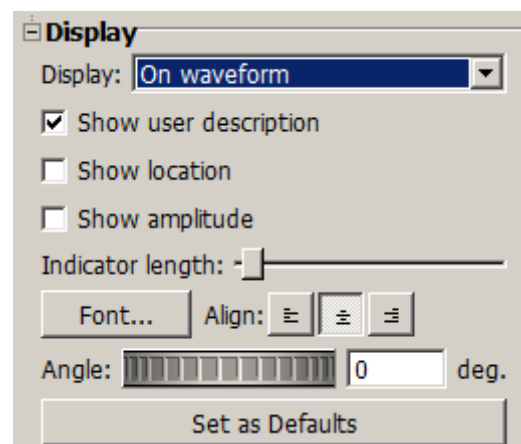 Display
Display: On waveform
Show user description
Show location
Show amplitude
Indicator length:
Font... Align:
Angle: 0 deg.
Set as Defaults